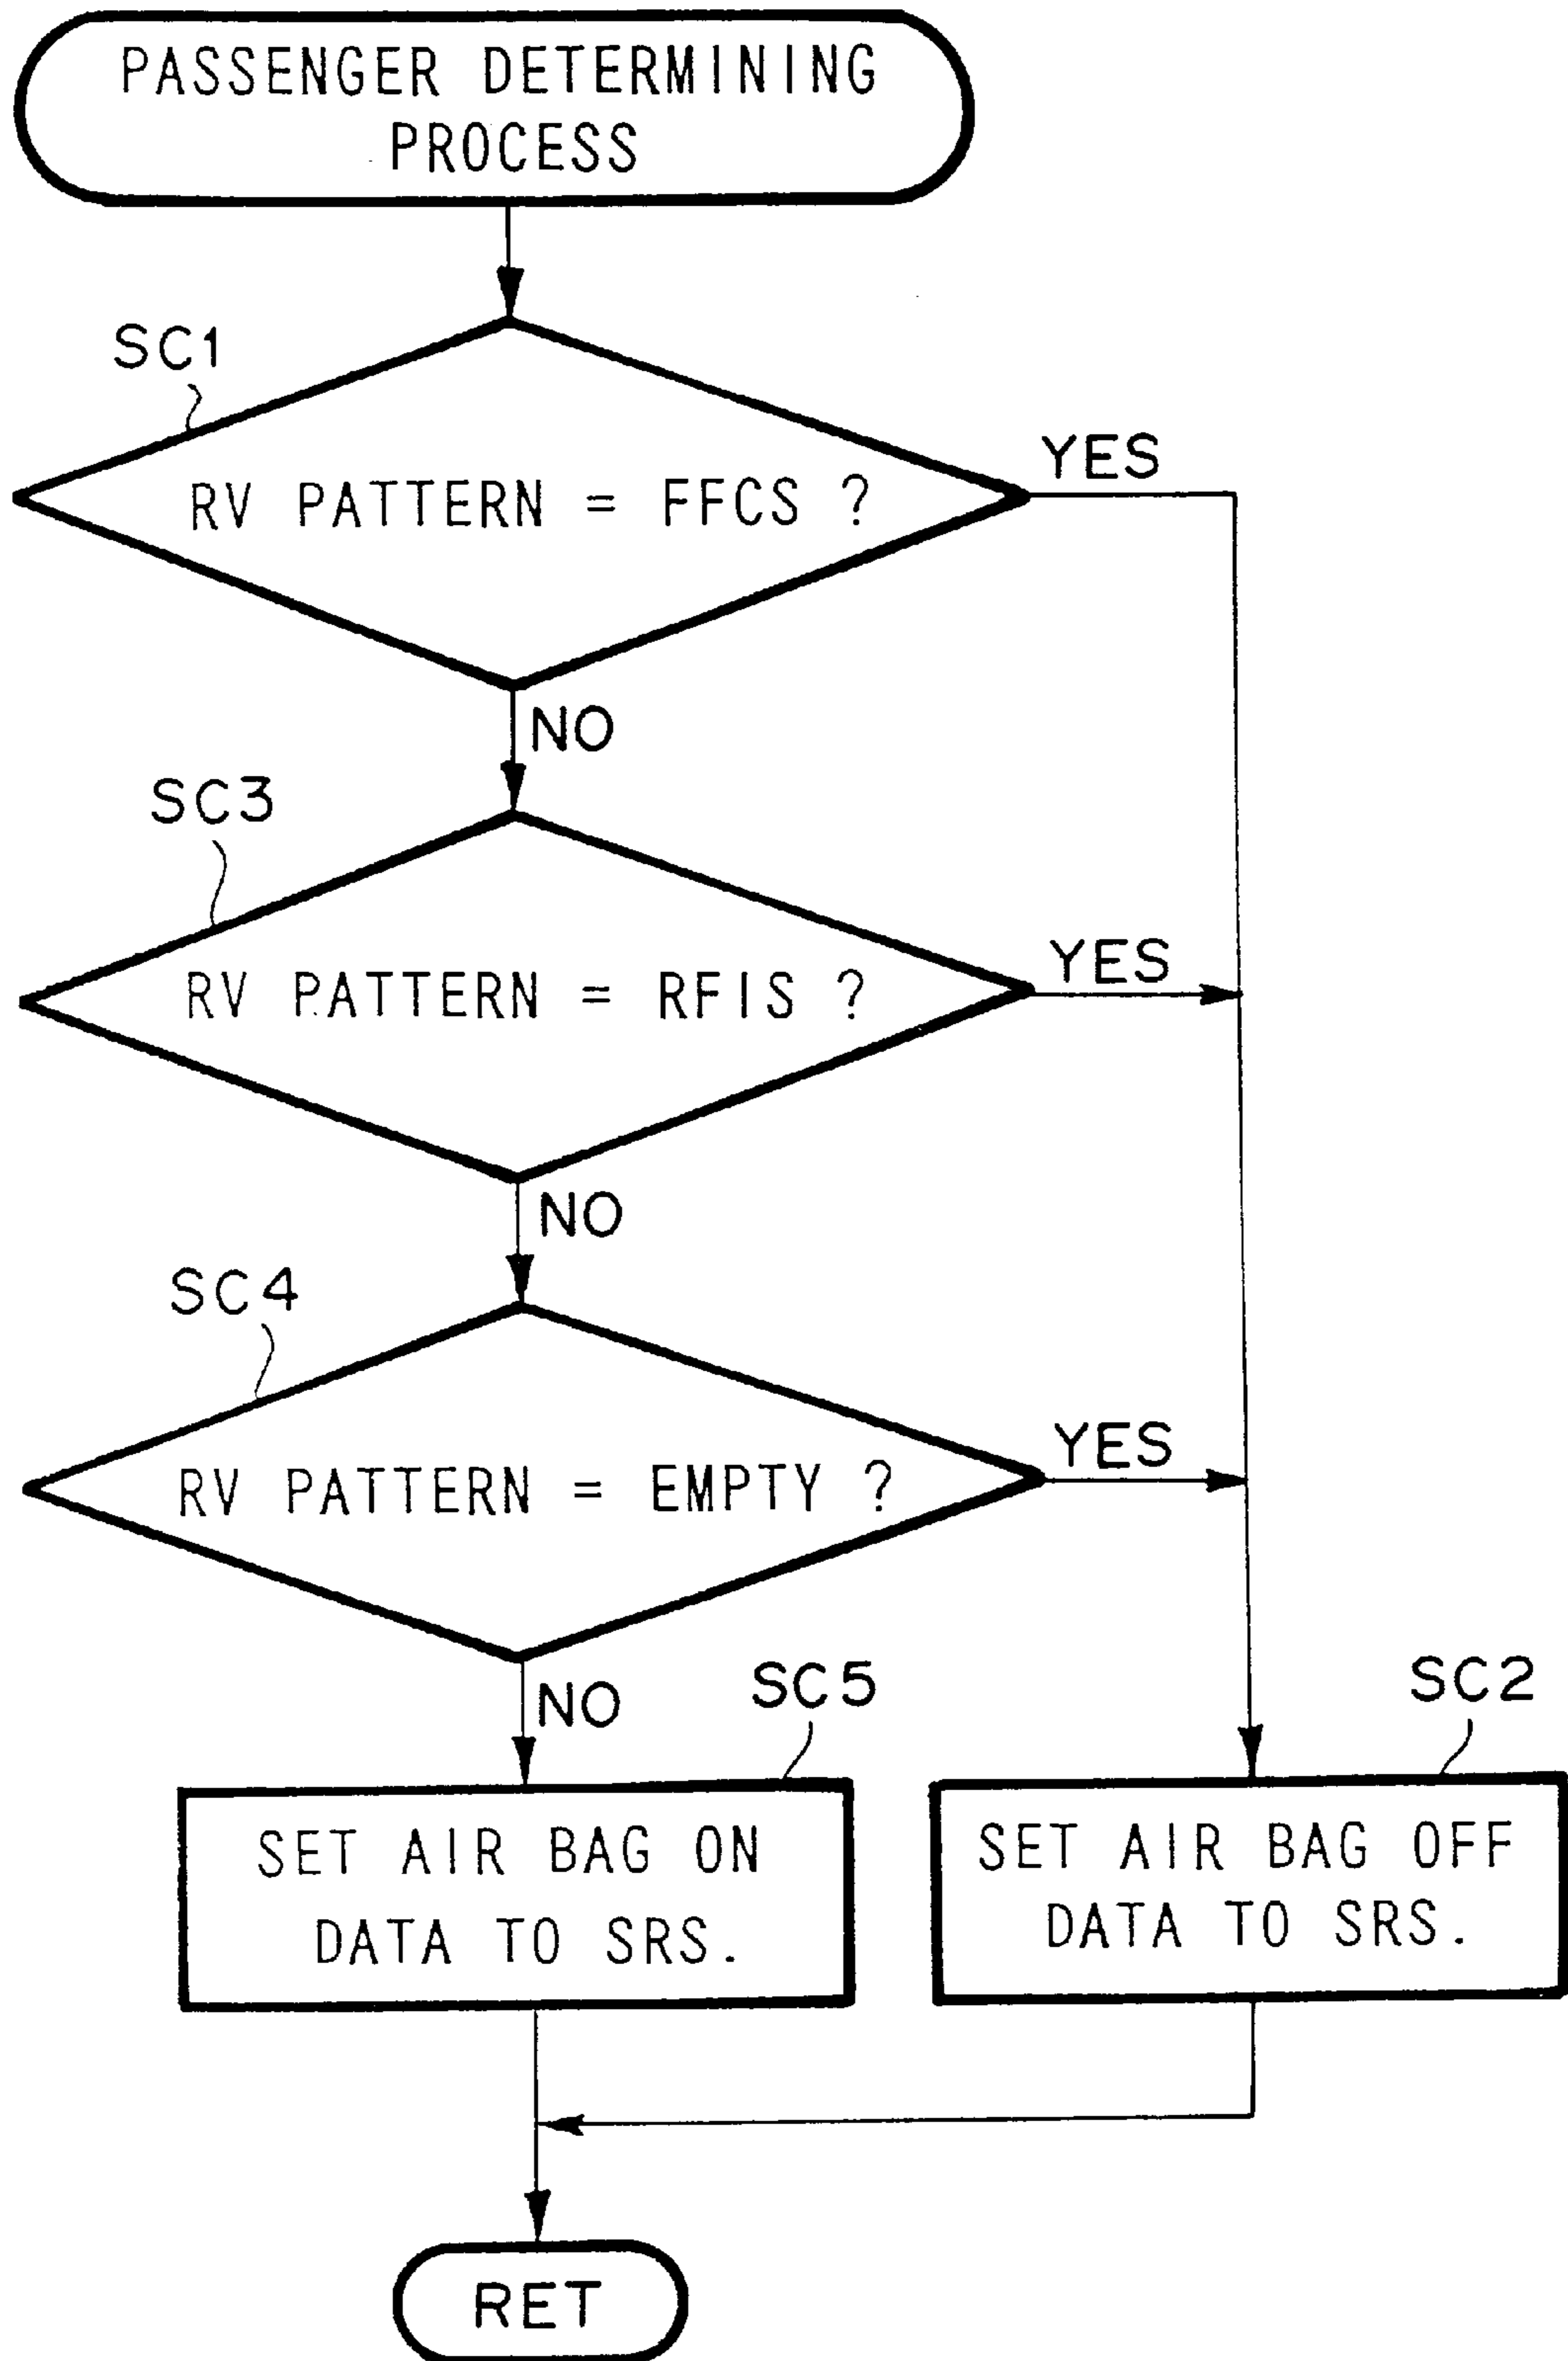 PASSENGER DETERMINING
PROCESS
SC1
RV PATTERN = FFCS ?
YES
NO
SC3
RV PATTERN = RFIS ?
YES
NO
SC4
RV PATTERN = EMPTY ?
YES
NO
SC5
SC2
SET AIR BAG ON
DATA TO SRS.
SET AIR BAG OFF
DATA TO SRS.
RET